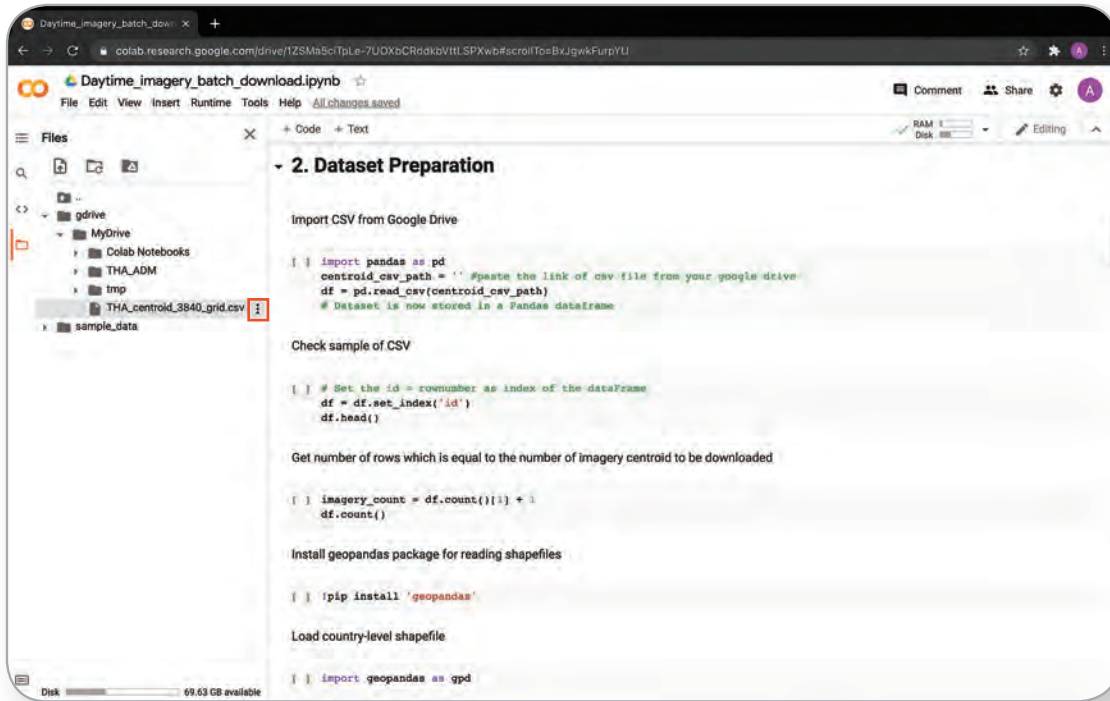 Daytime_imagery_batch_down
colab.research.google.com/drive/1ZSMa5ciTpLe-7UOXbCRddkbVttLSPXwb#scrollTo=BxJgwkFurpYU
A
Daytime_imagery_batch_download.ipynb
File Edit View Insert Runtime Tools Help All changes saved
Comment Share A
Files
+ Code + Text
RAM
Disk
Editing
..
gdrive
MyDrive
Colab Notebooks
THA_ADM
tmp
THA_centroid_3840_grid.csv
sample_data
Disk 69.63 GB available
2. Dataset Preparation
Import CSV from Google Drive
[ ] import pandas as pd
centroid_csv_path = '' #paste the link of csv file from your google drive
df = pd.read_csv(centroid_csv_path)
# Dataset is now stored in a Pandas dataframe
Check sample of CSV
[ ] # Set the id = rownumber as index of the dataFrame
df = df.set_index('id')
df.head()
Get number of rows which is equal to the number of imagery centroid to be downloaded
[ ] imagery_count = df.count()[1] + 1
df.count()
Install geopandas package for reading shapefiles
[ ] !pip install 'geopandas'
Load country-level shapefile
[ ] import geopandas as gpd